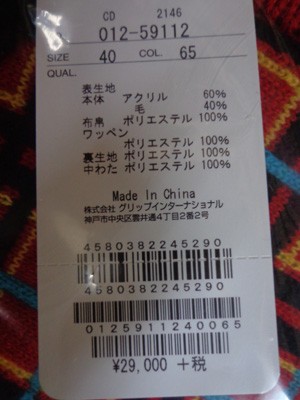 CD 2146
012-59112
SIZE 40 COL. 65
QUAL.
表生地
本体 アクリル 60%
毛 40%
布帛 ポリエステル 100%
ワッペン
ポリエステル 100%
裏生地 ポリエステル 100%
中わた ポリエステル 100%
Made In China
株式会社 グリップインターナショナル
神戸市中央区雲井通4丁目2番2号
4580382245290
4580382245290
0125911240065
¥29,000 +税